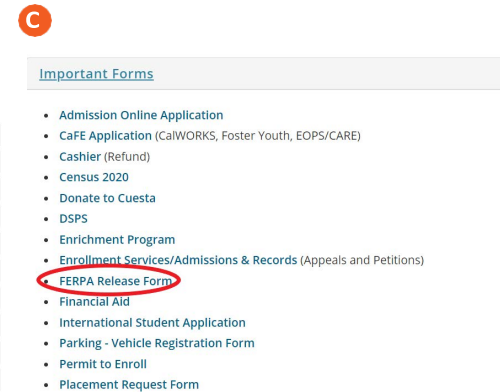 C
Important Forms
Admission Online Application
CaFE Application (CalWORKS, Foster Youth, EOPS/CARE)
Cashier (Refund)
Census 2020
Donate to Cuesta
DSPS
Enrichment Program
Enrollment Services/Admissions & Records (Appeals and Petitions)
FERPA Release Form
Financial Aid
International Student Application
Parking - Vehicle Registration Form
Permit to Enroll
Placement Request Form